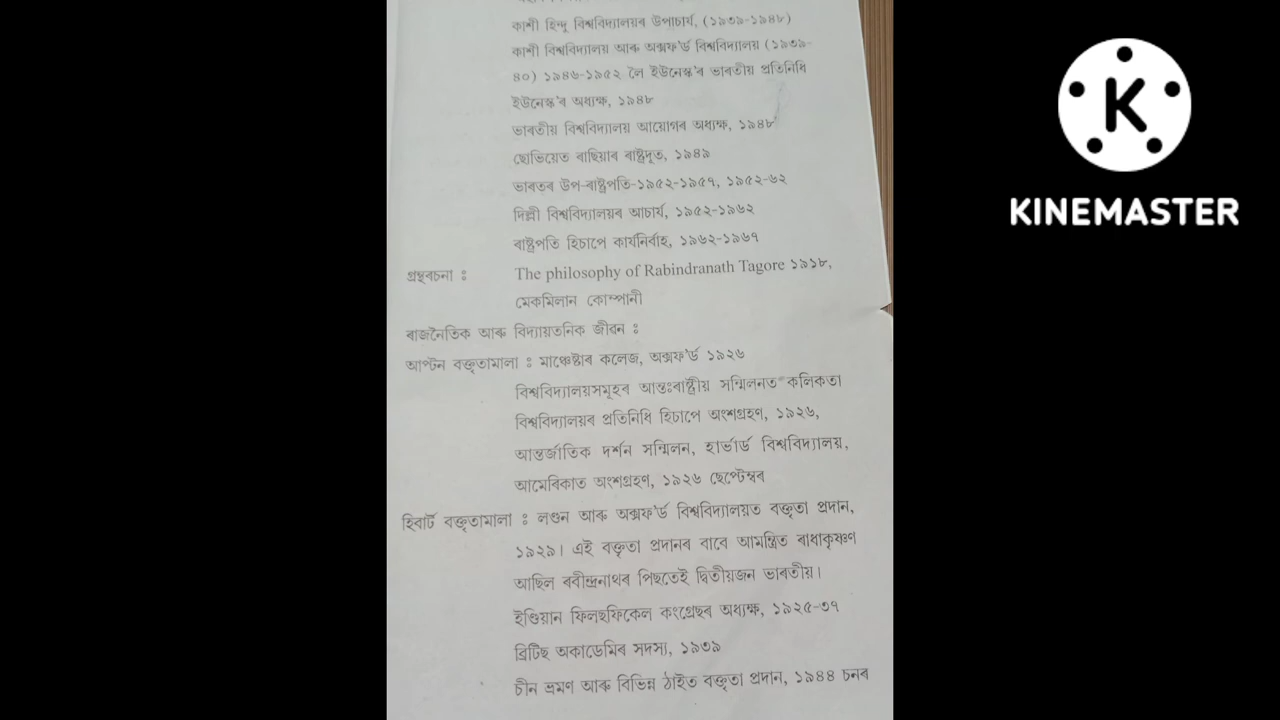 কাশী হিন্দু বিশ্ববিদ্যালয়ৰ উপাচাৰ্য, (১৯৩৯-১৯৪৮)
কাশী বিশ্ববিদ্যালয় আৰু অক্সফ'ৰ্ড বিশ্ববিদ্যালয় (১৯৩৯-
৪০) ১৯৪৬-১৯৫২ লৈ ইউনেস্ক'ৰ ভাৰতীয় প্ৰতিনিধি
ইউনেস্ক'ৰ অধ্যক্ষ, ১৯৪৮
ভাৰতীয় বিশ্ববিদ্যালয় আয়োগৰ অধ্যক্ষ, ১৯৪৮
ছোভিয়েত ৰাছিয়াৰ ৰাষ্ট্ৰদূত, ১৯৪৯
ভাৰতৰ উপ-ৰাষ্ট্ৰপতি-১৯৫২-১৯৫৭, ১৯৫২-৬২
দিল্লী বিশ্ববিদ্যালয়ৰ আচাৰ্য, ১৯৫২-১৯৬২
ৰাষ্ট্ৰপতি হিচাপে কাৰ্যনিৰ্বাহ, ১৯৬২-১৯৬৭
গ্ৰন্থৰচনা : The philosophy of Rabindranath Tagore ১৯১৮,
মেকমিলান কোম্পানী
ৰাজনৈতিক আৰু বিদ্যায়তনিক জীৱন :
আপ্টন বক্তৃতামালা : মাঞ্চেষ্টাৰ কলেজ, অক্সফ'ৰ্ড ১৯২৬
বিশ্ববিদ্যালয়সমূহৰ আন্তঃৰাষ্ট্ৰীয় সন্মিলনত কলিকতা
বিশ্ববিদ্যালয়ৰ প্ৰতিনিধি হিচাপে অংশগ্ৰহণ, ১৯২৬,
আন্তৰ্জাতিক দৰ্শন সন্মিলন, হাৰ্ভাৰ্ড বিশ্ববিদ্যালয়,
আমেৰিকাত অংশগ্ৰহণ, ১৯২৬ ছেপ্টেম্বৰ
হিবাৰ্ট বক্তৃতামালা : লণ্ডন আৰু অক্সফ'ৰ্ড বিশ্ববিদ্যালয়ত বক্তৃতা প্ৰদান,
১৯২৯। এই বক্তৃতা প্ৰদানৰ বাবে আমন্ত্ৰিত ৰাধাকৃষ্ণণ
আছিল ৰবীন্দ্ৰনাথৰ পিছতেই দ্বিতীয়জন ভাৰতীয়।
ইণ্ডিয়ান ফিলছফিকেল কংগ্ৰেছৰ অধ্যক্ষ, ১৯২৫-৩৭
ব্ৰিটিছ অকাডেমিৰ সদস্য, ১৯৩৯
চীন ভ্ৰমণ আৰু বিভিন্ন ঠাইত বক্তৃতা প্ৰদান, ১৯৪৪ চনৰ
K
KINEMASTER